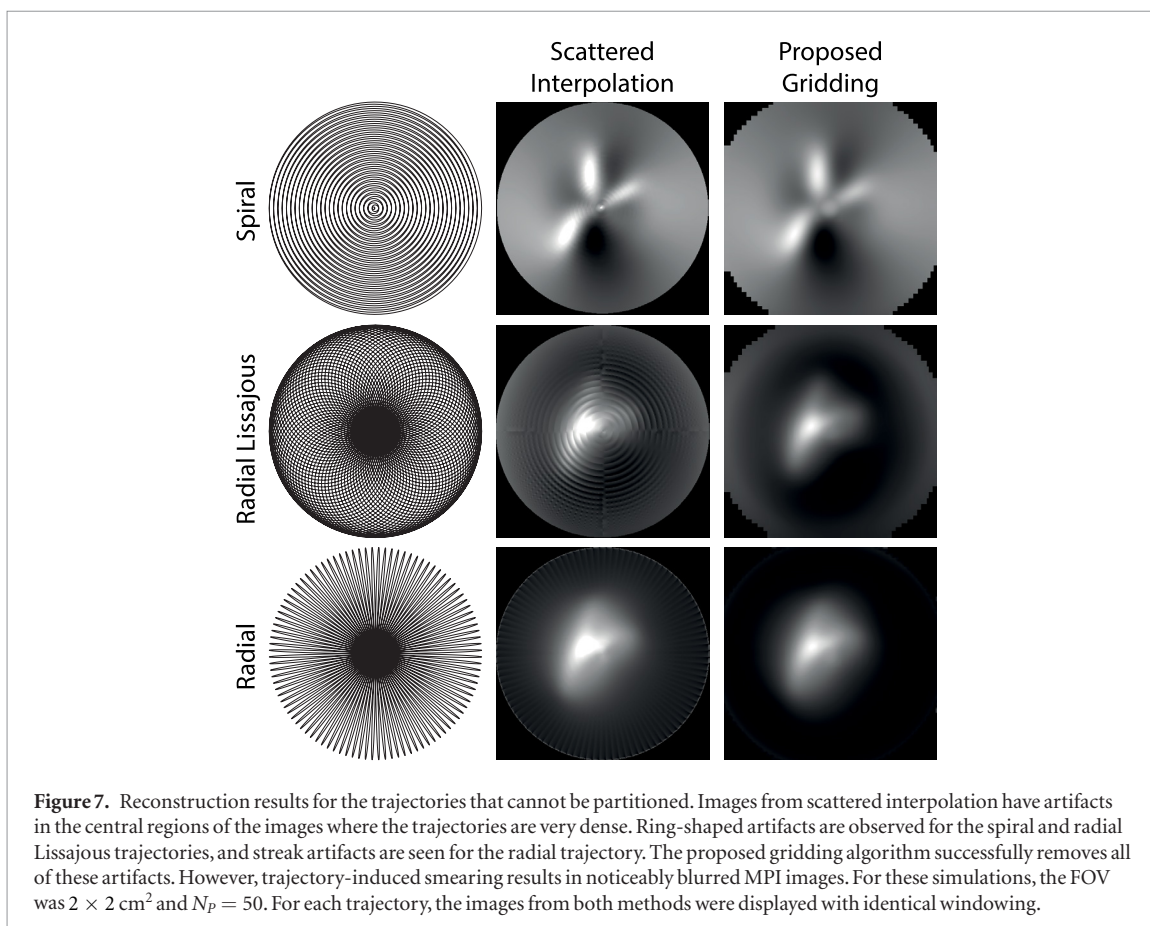 Scattered
Interpolation
Proposed
Gridding
Spiral
Radial Lissajous
Radial
Figure 7. Reconstruction results for the trajectories that cannot be partitioned. Images from scattered interpolation have artifacts
in the central regions of the images where the trajectories are very dense. Ring-shaped artifacts are observed for the spiral and radial
Lissajous trajectories, and streak artifacts are seen for the radial trajectory. The proposed gridding algorithm successfully removes all
of these artifacts. However, trajectory-induced smearing results in noticeably blurred MPI images. For these simulations, the FOV
was 2 × 2 cm² and N_P = 50. For each trajectory, the images from both methods were displayed with identical windowing.